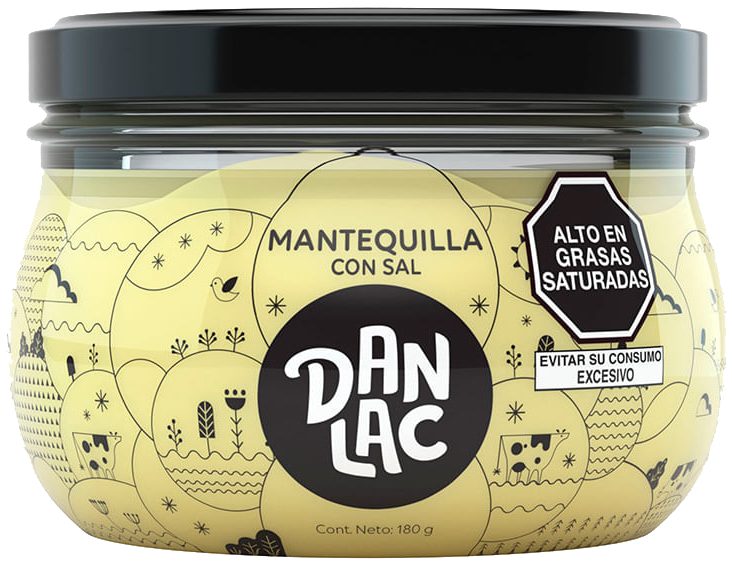 MANTEQUILLA
CON SAL
DAN
LAC
Cont. Neto: 180 g
ALTO EN
GRASAS
SATURADAS
EVITAR SU CONSUMO
EXCESIVO